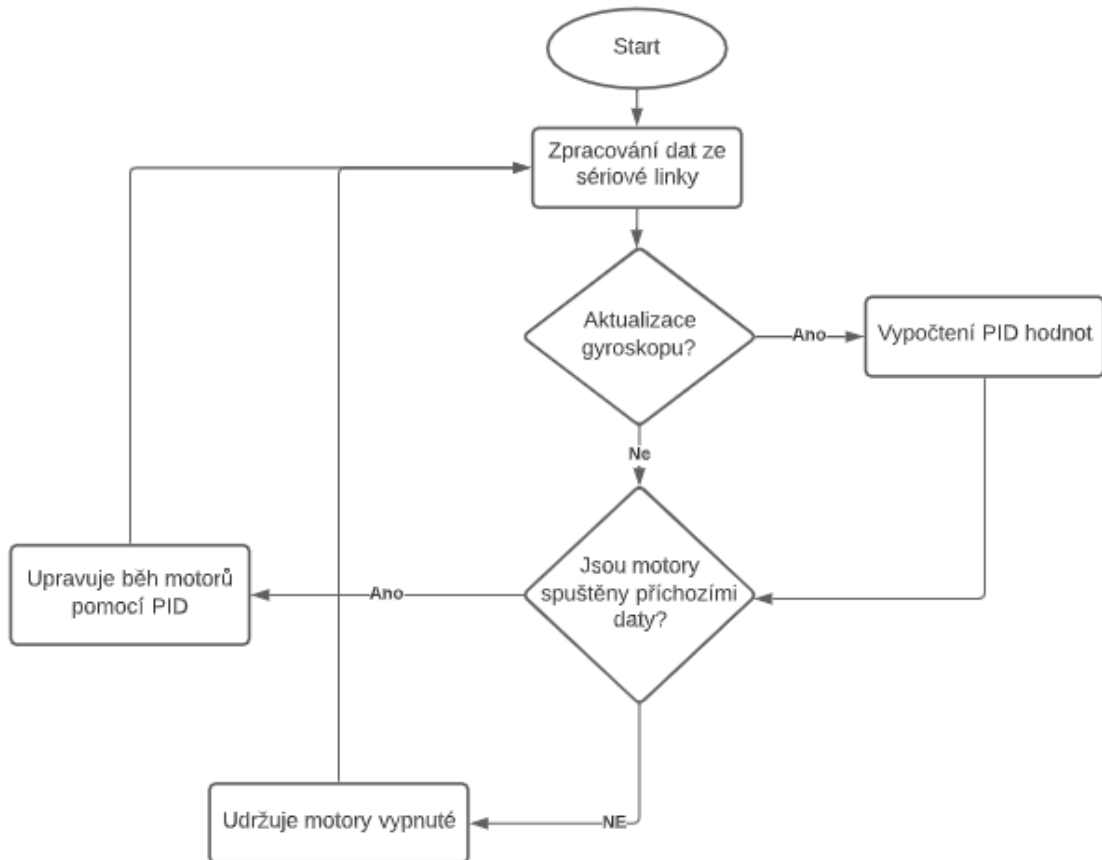 Start
Zpracování dat ze
sériové linky
Aktualizace
gyroskopu?
Ano
Vypočtení PID hodnot
Ne
Jsou motory
spuštěny příchozími
daty?
Ano
Upravuje běh motorů
pomocí PID
NE
Udržuje motory vypnuté